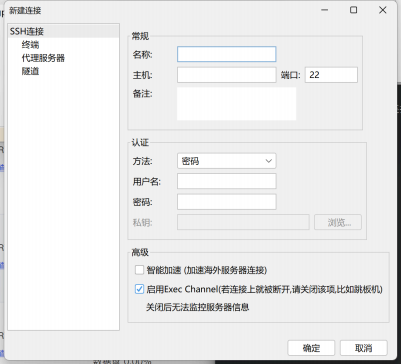 新建连接
SSH连接
终端
代理服务器
隧道
常规
名称:
主机:
端口: 22
备注:
认证
方法: 密码
用户名:
密码:
私钥:
浏览...
高级
智能加速 (加速海外服务器连接)
启用Exec Channel(若连接上就被断开,请关闭该项,比如跳板机)
关闭后无法监控服务器信息
确定
取消